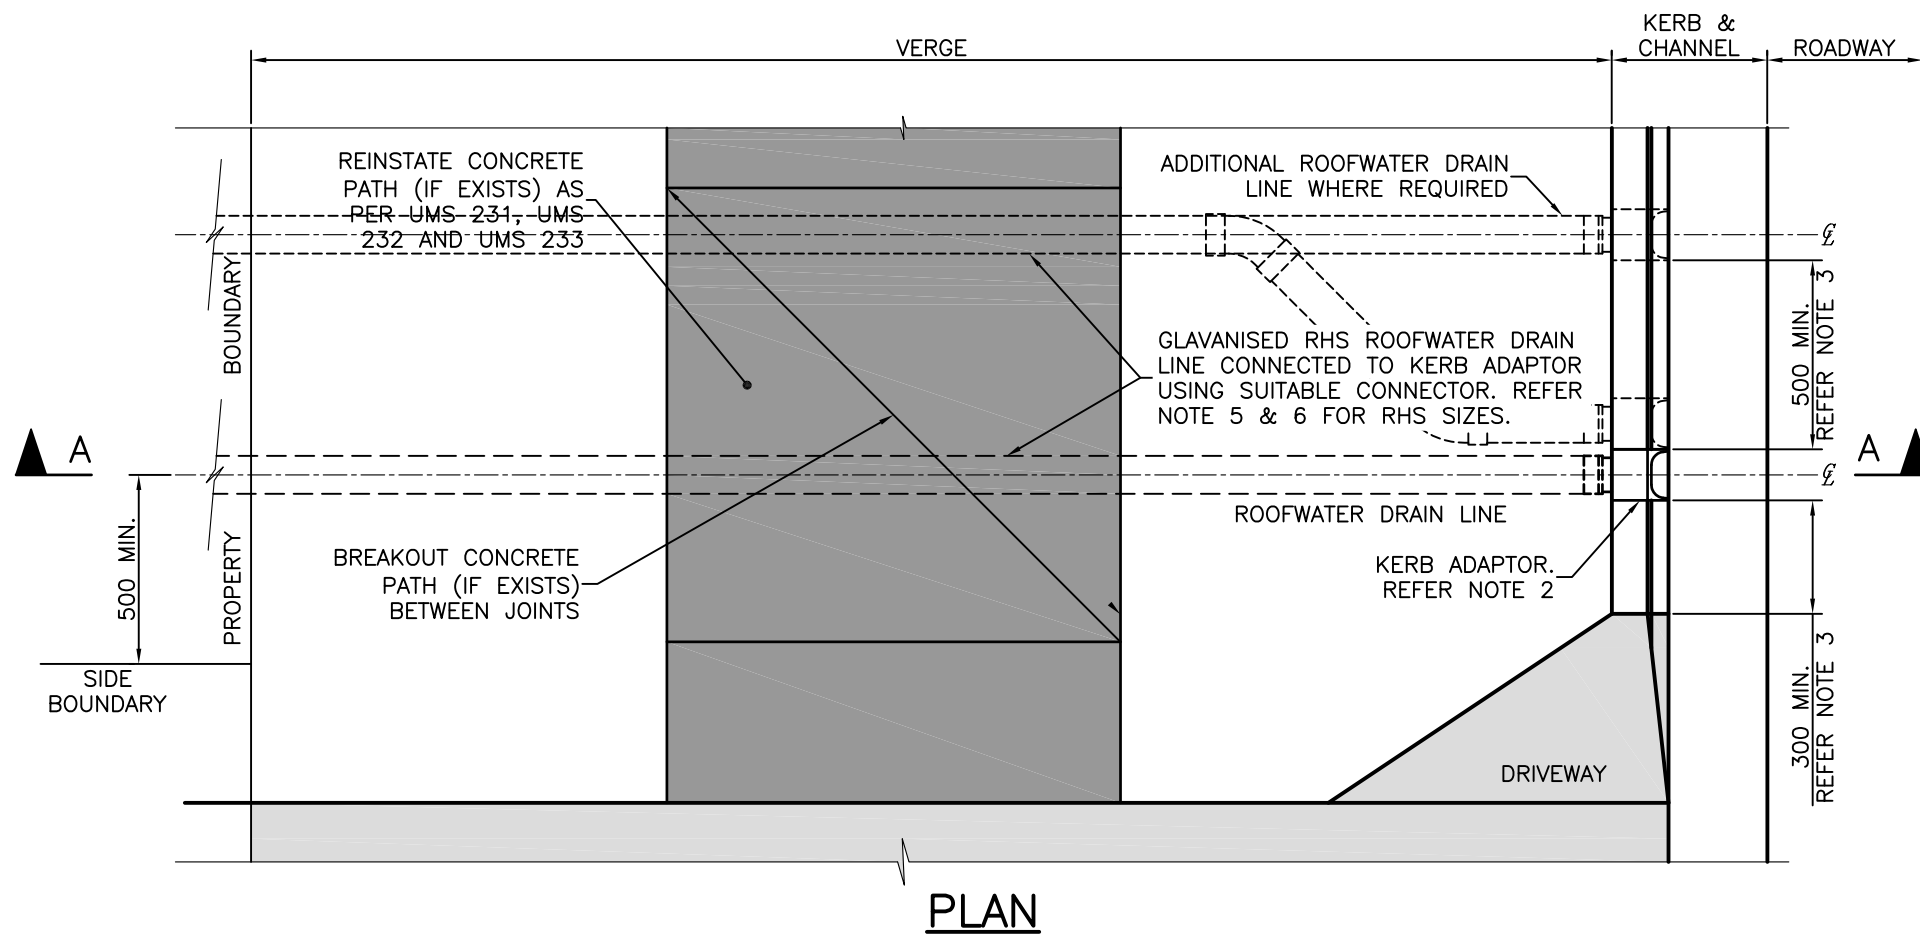 KERB &
CHANNEL
VERGE
ROADWAY
REINSTATE CONCRETE
PATH (IF EXISTS) AS
PER UMS 231, UMS
232 AND UMS 233
ADDITIONAL ROOFWATER DRAIN
LINE WHERE REQUIRED
℄
BOUNDARY
GLAVANISED RHS ROOFWATER DRAIN
LINE CONNECTED TO KERB ADAPTOR
USING SUITABLE CONNECTOR. REFER
NOTE 5 & 6 FOR RHS SIZES.
500 MIN.
REFER NOTE 3
A
A
℄
ROOFWATER DRAIN LINE
500 MIN.
PROPERTY
BREAKOUT CONCRETE
PATH (IF EXISTS)
BETWEEN JOINTS
KERB ADAPTOR.
REFER NOTE 2
SIDE
BOUNDARY
300 MIN.
REFER NOTE 3
DRIVEWAY
PLAN